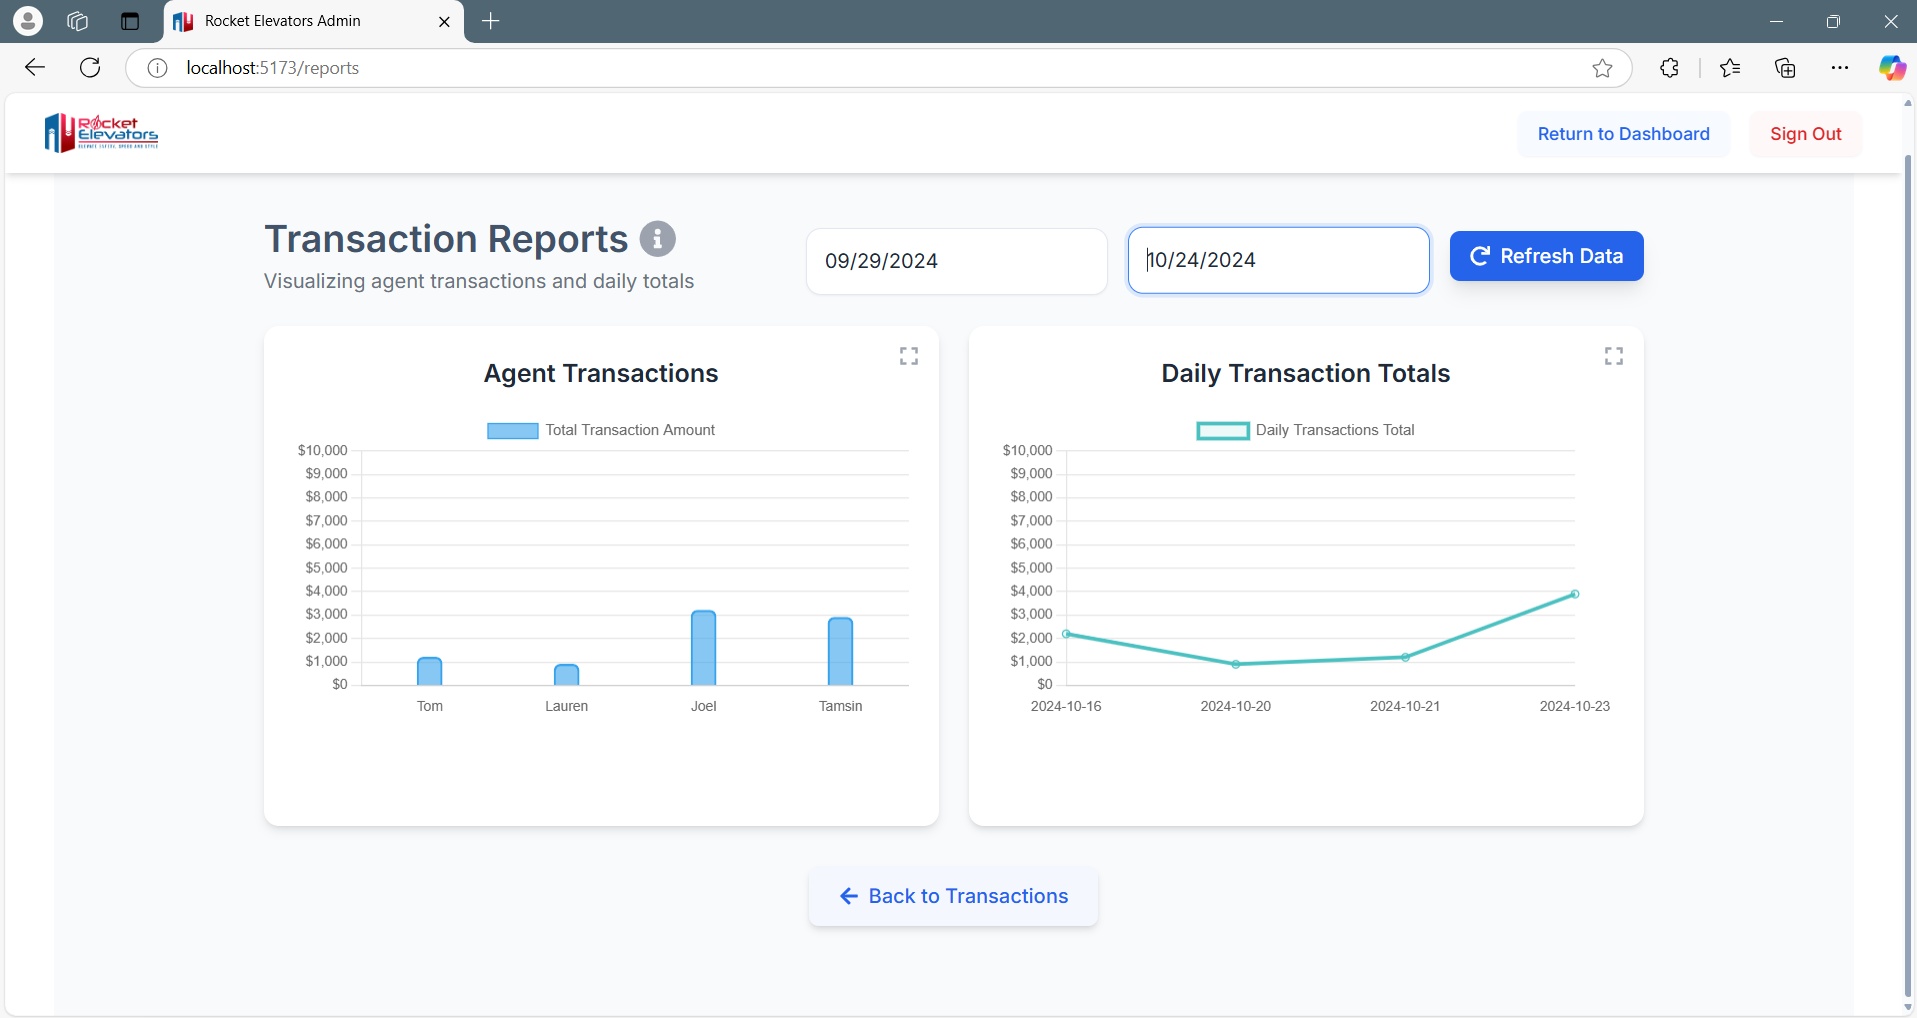 Rocket Elevators Admin
localhost:5173/reports
Rocket
Elevators
Return to Dashboard
Sign Out
Transaction Reports
Visualizing agent transactions and daily totals
09/29/2024
10/24/2024
Refresh Data
Agent Transactions
Total Transaction Amount
$10,000
$9,000
$8,000
$7,000
$6,000
$5,000
$4,000
$3,000
$2,000
$1,000
$0
Tom Lauren Joel Tamsin
Daily Transaction Totals
Daily Transactions Total
$10,000
$9,000
$8,000
$7,000
$6,000
$5,000
$4,000
$3,000
$2,000
$1,000
$0
2024-10-16 2024-10-20 2024-10-21 2024-10-23
Back to Transactions